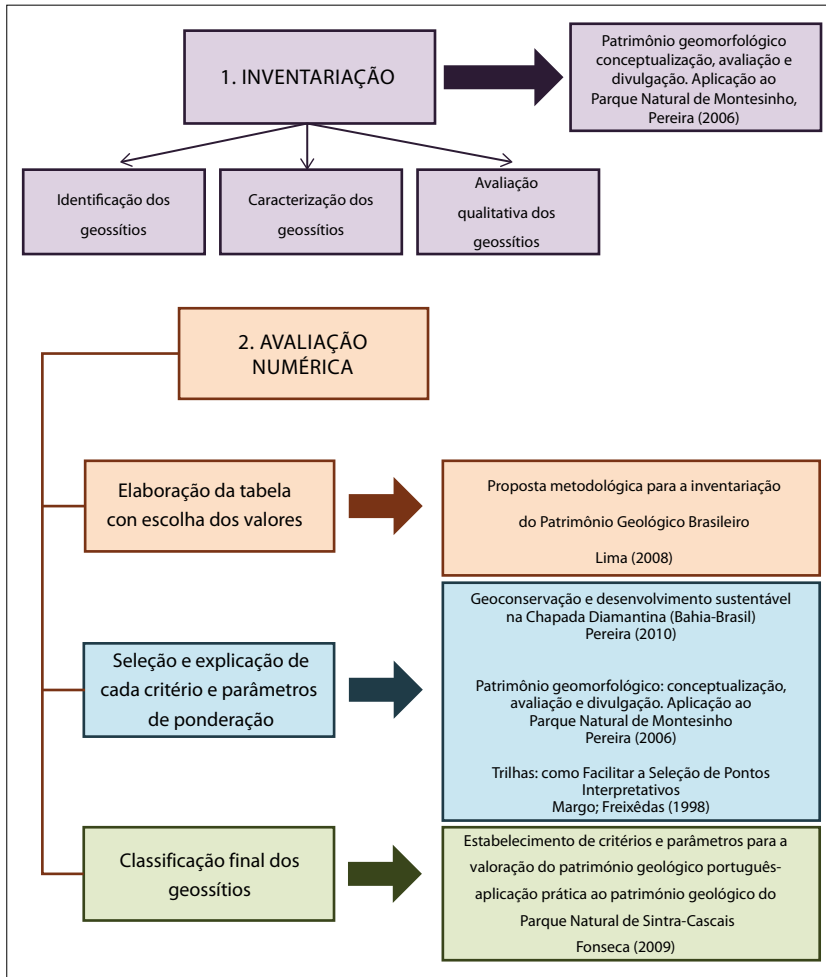 1. INVENTARIAÇÃO
Patrimônio geomorfológico
conceptualização, avaliação e
divulgação. Aplicação ao
Parque Natural de Montesinho,
Pereira (2006)
Identificação dos
geossítios
Caracterização dos
geossítios
Avaliação
qualitativa dos
geossítios
2. AVALIAÇÃO
NUMÉRICA
Elaboração da tabela
con escolha dos valores
Proposta metodológica para a inventariação
do Patrimônio Geológico Brasileiro
Lima (2008)
Seleção e explicação de
cada critério e parâmetros
de ponderação
Geoconservação e desenvolvimento sustentável
na Chapada Diamantina (Bahia-Brasil)
Pereira (2010)
Patrimônio geomorfológico: conceptualização,
avaliação e divulgação. Aplicação ao
Parque Natural de Montesinho
Pereira (2006)
Trilhas: como Facilitar a Seleção de Pontos
Interpretativos
Margo; Freixêdas (1998)
Classificação final dos
geossítios
Estabelecimento de critérios e parâmetros para a
valoração do património geológico português-
aplicação prática ao património geológico do
Parque Natural de Sintra-Cascais
Fonseca (2009)